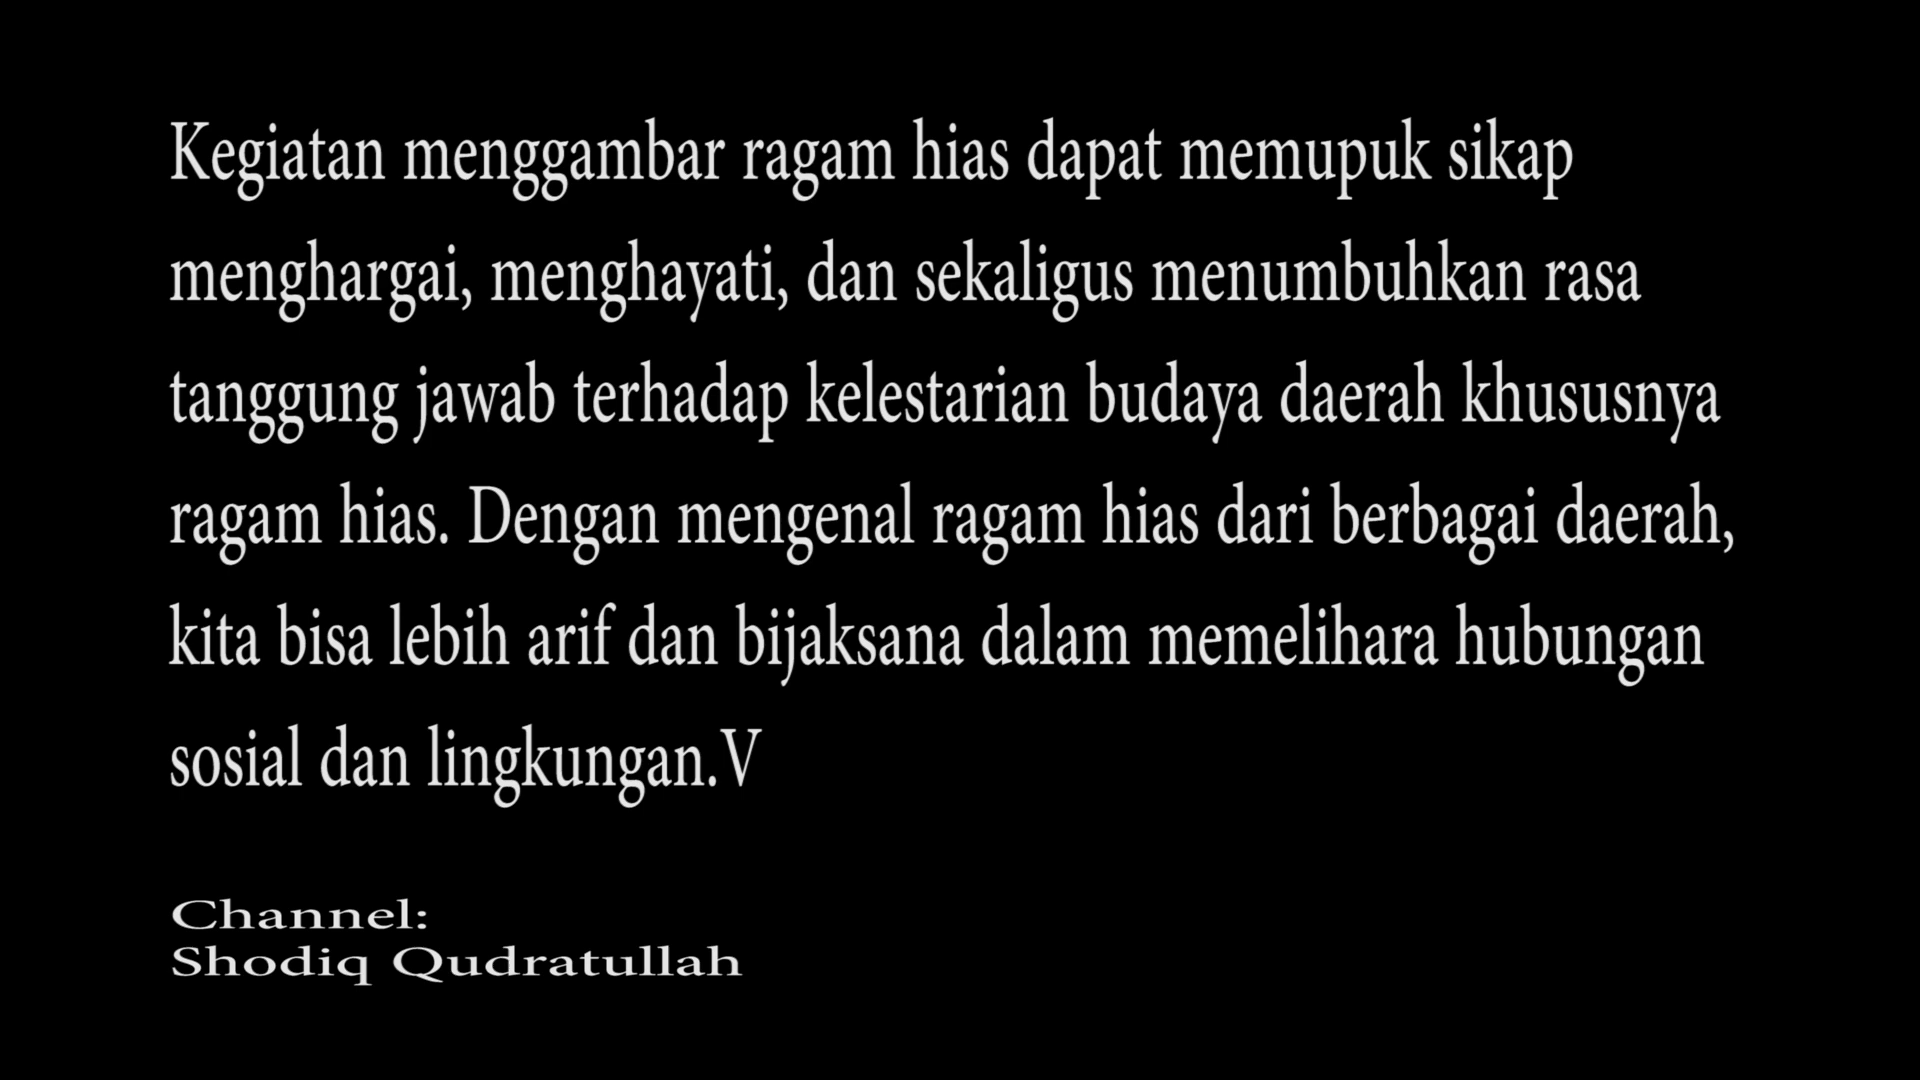 Kegiatan menggambar ragam hias dapat memupuk sikap
menghargai, menghayati, dan sekaligus menumbuhkan rasa
tanggung jawab terhadap kelestarian budaya daerah khususnya
ragam hias. Dengan mengenal ragam hias dari berbagai daerah,
kita bisa lebih arif dan bijaksana dalam memelihara hubungan
sosial dan lingkungan.V
Channel:
Shodiq Qudratullah